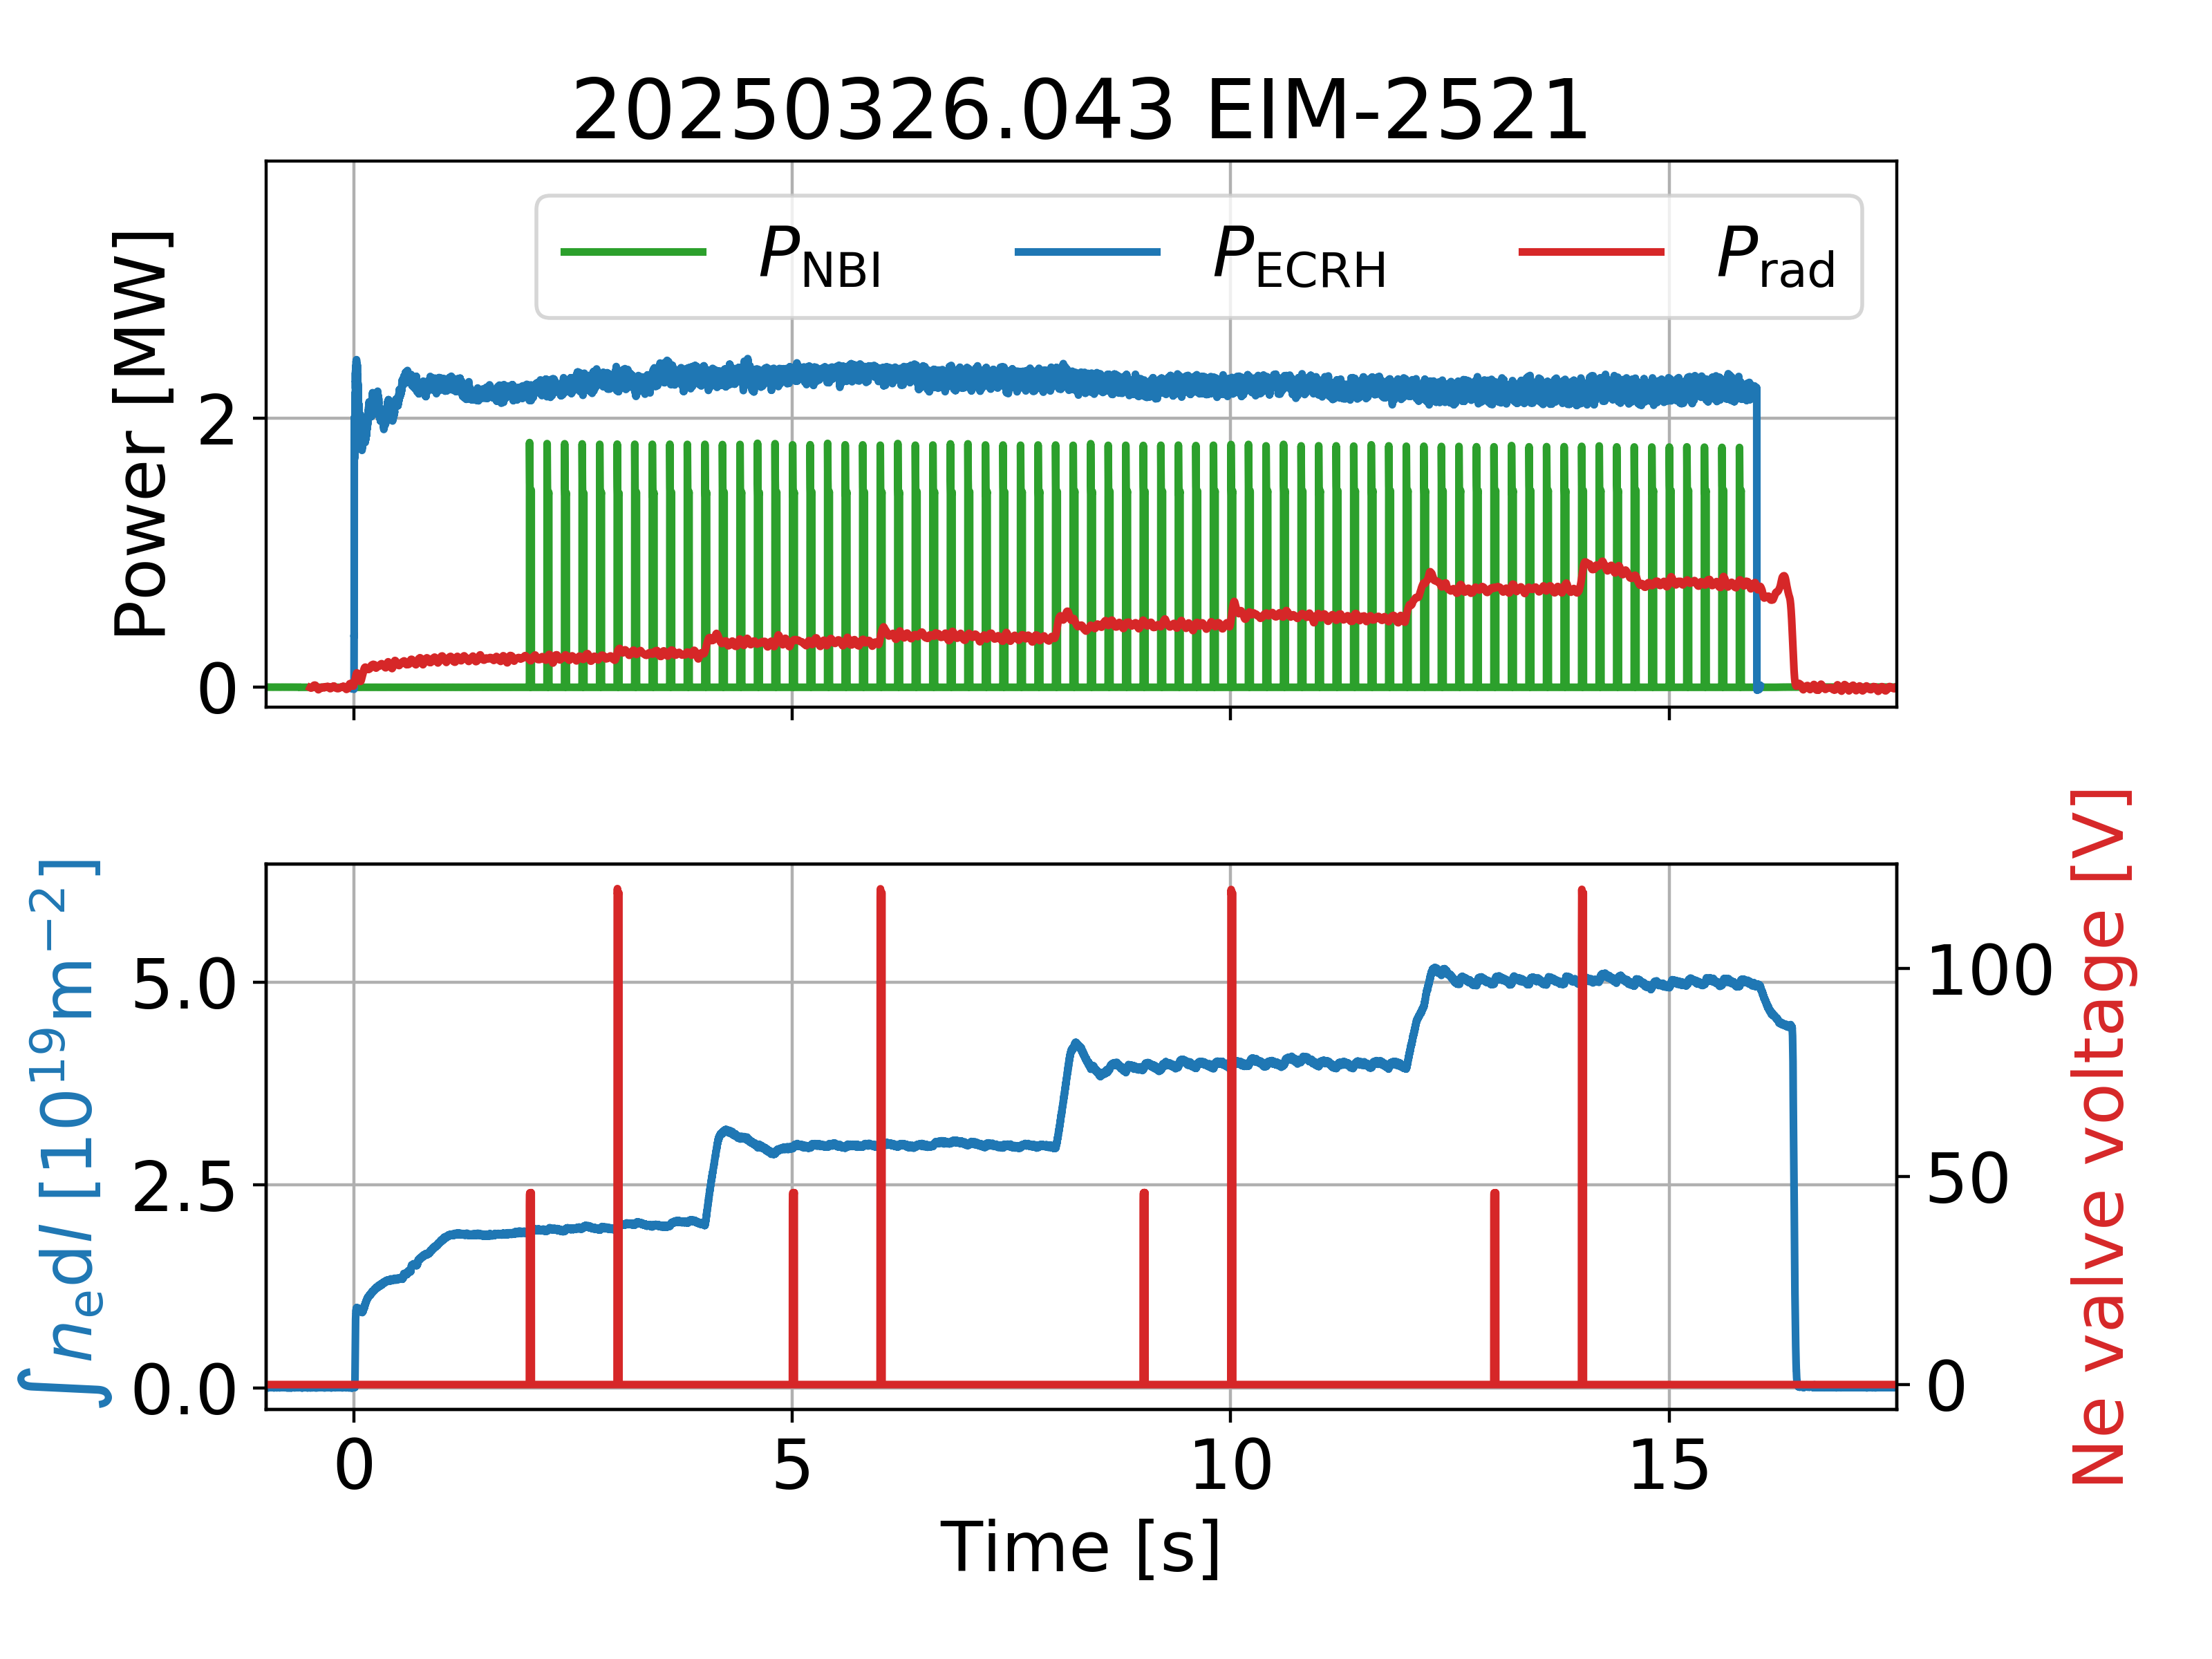 20250326.043 EIM-2521
Power [MW]
P_NBI P_ECRH P_rad
2
0
∫ n_e dl / [10^19 m^−2]
5.0
2.5
0.0
100
50
0
Ne valve voltage [V]
0 5 10 15
Time [s]